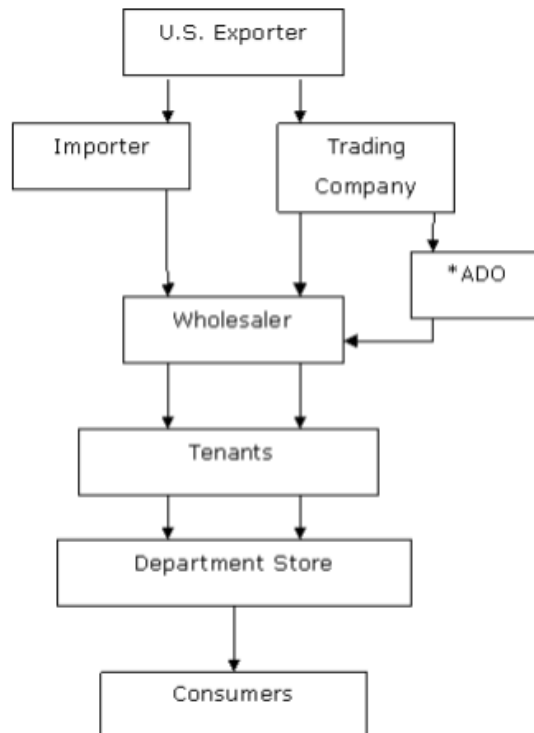 U.S. Exporter
Importer
Trading
Company
*ADO
Wholesaler
Tenants
Department Store
Consumers